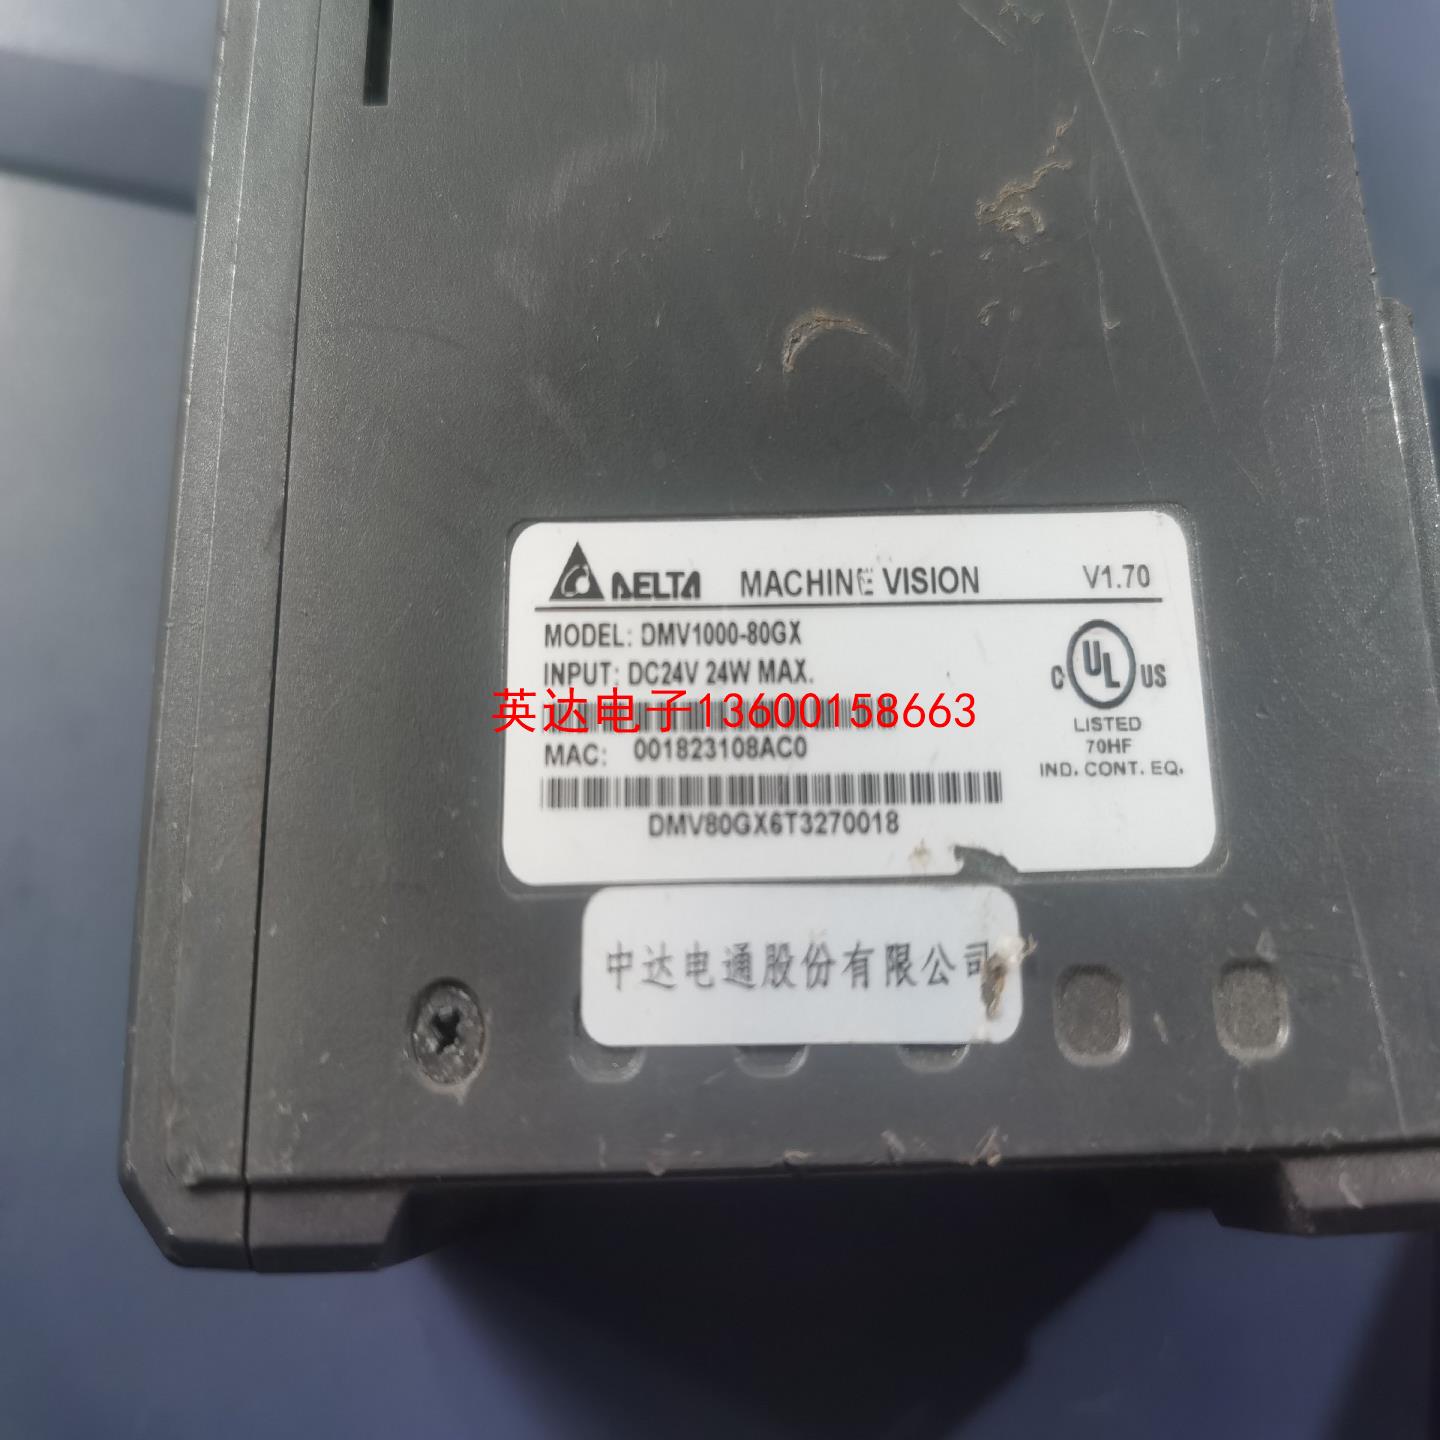 DELTA MACHINE VISION V1.70
MODEL: DMV1000-80GX
INPUT: DC24V 24W MAX.
英达电子13600158663
MAC: 001823108AC0
DMV80GX6T3270018
C UL US
LISTED
70HF
IND. CONT. EQ.
中达电通股份有限公司